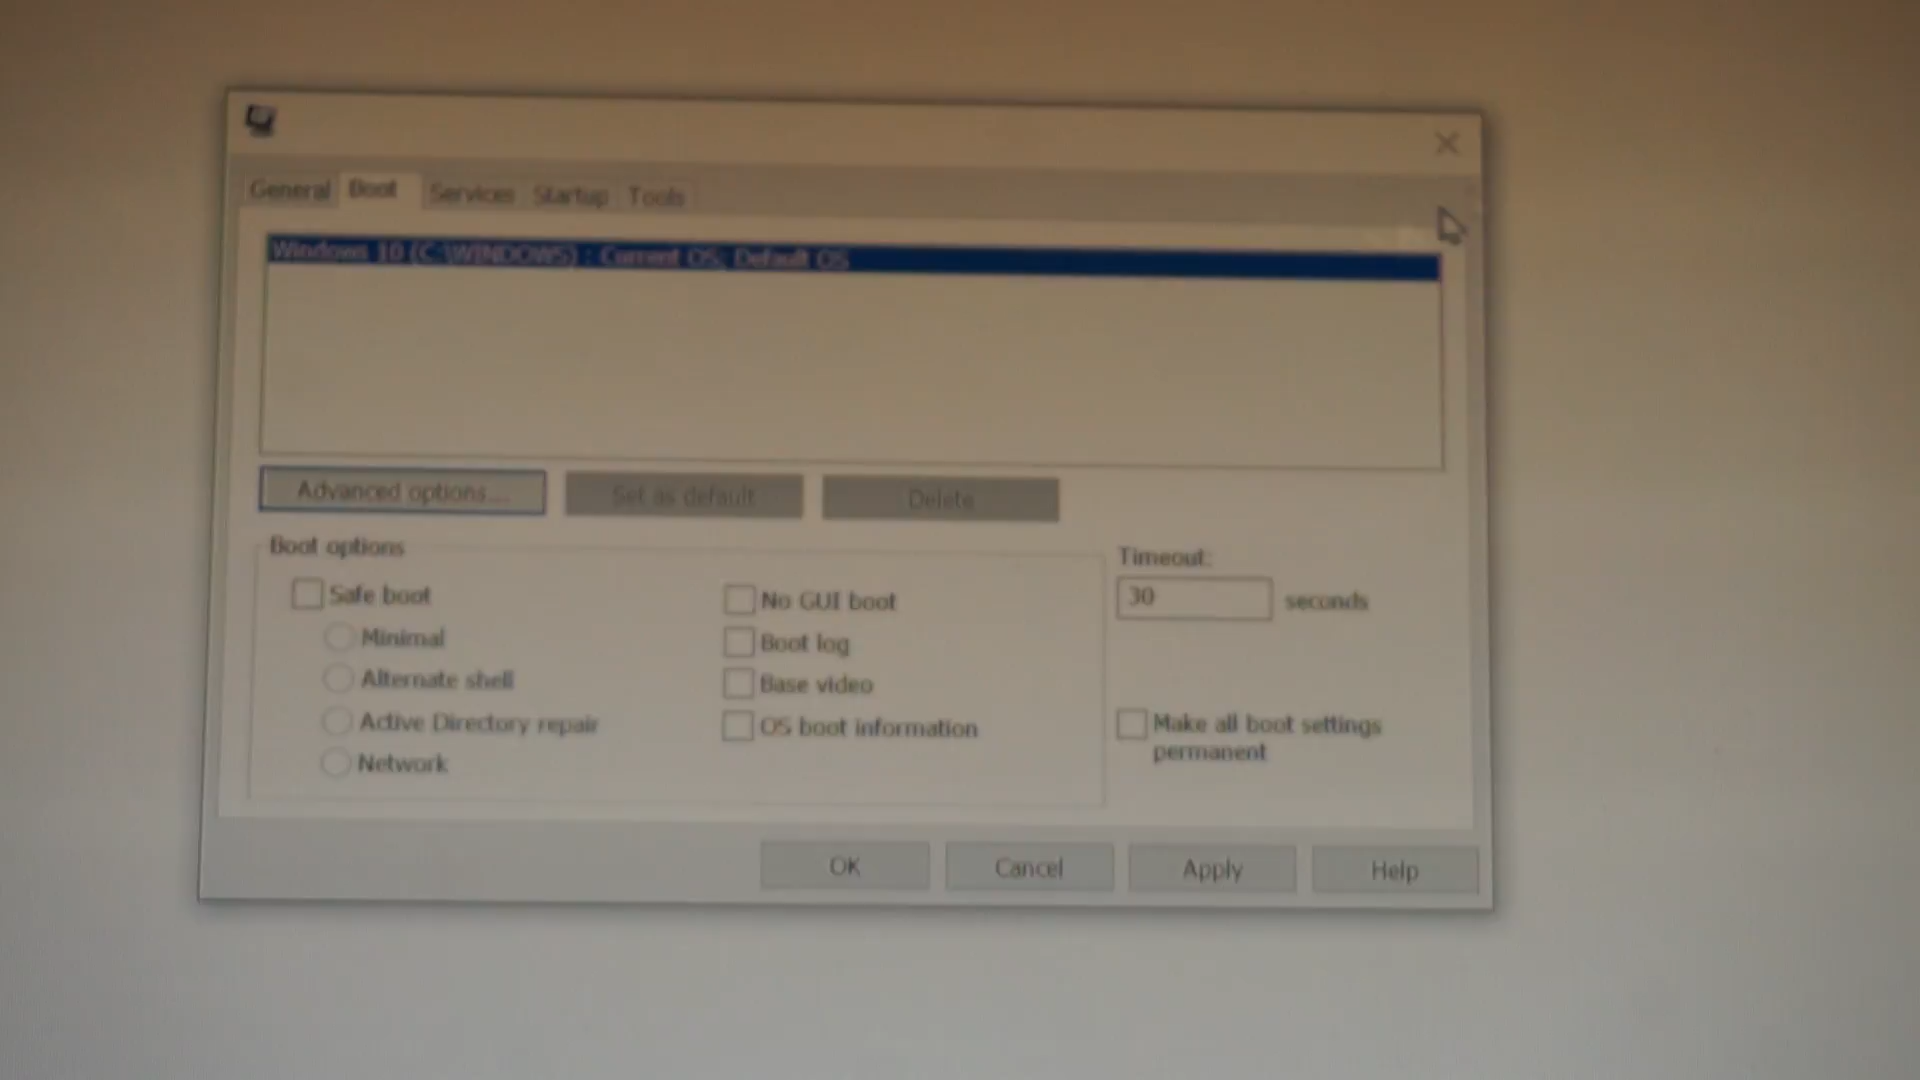 General Boot Services Startup Tools
Windows 10 (C:\WINDOWS) : Current OS; Default OS
Advanced options... Set as default Delete
Boot options
Safe boot
Minimal
Alternate shell
Active Directory repair
Network
No GUI boot
Boot log
Base video
OS boot information
Timeout:
30 seconds
Make all boot settings
permanent
OK Cancel Apply Help